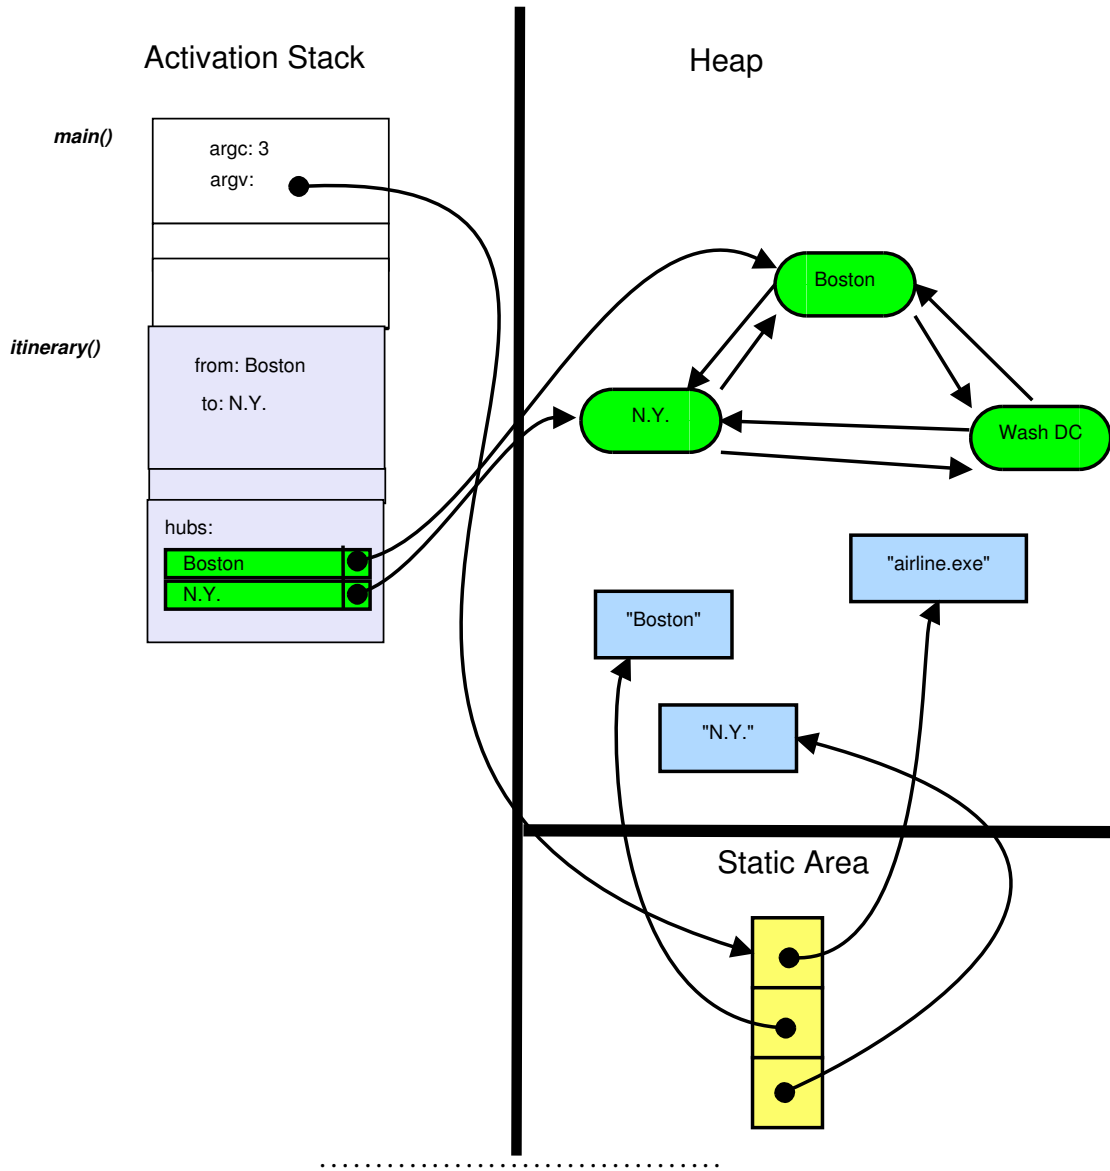 Activation Stack
Heap
main()
argc: 3
argv:
Boston
itinerary()
from: Boston
to: N.Y.
N.Y.
Wash DC
hubs:
Boston
N.Y.
"airline.exe"
"Boston"
"N.Y."
Static Area